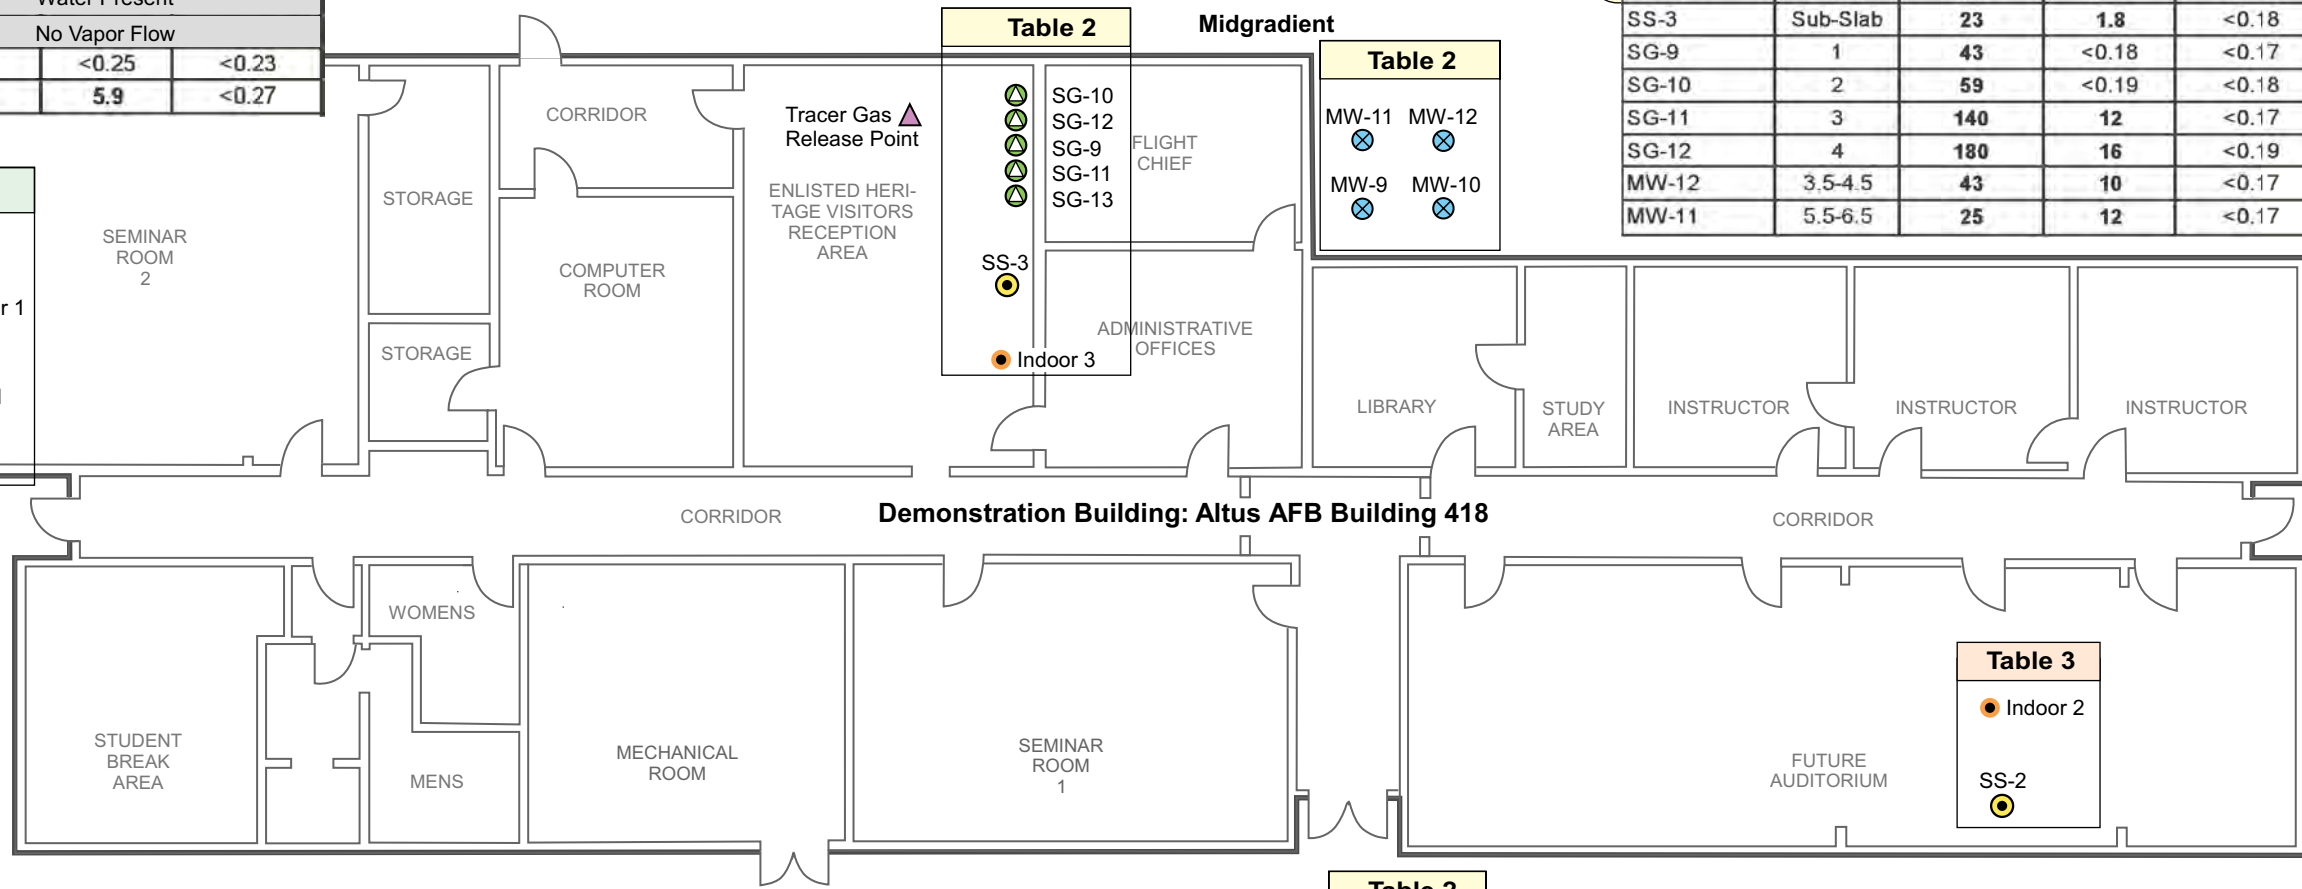 Water Present
No Vapor Flow
<0.25 <0.23
5.9 <0.27
Table 2
Midgradient
Table 2
SS-3 Sub-Slab 23 1.8 <0.18
SG-9 1 43 <0.18 <0.17
SG-10 2 59 <0.19 <0.18
SG-11 3 140 12 <0.17
SG-12 4 180 16 <0.19
MW-12 3.5-4.5 43 10 <0.17
MW-11 5.5-6.5 25 12 <0.17
r 1
SEMINAR
ROOM
2
STORAGE
STORAGE
CORRIDOR
COMPUTER
ROOM
Tracer Gas
Release Point
ENLISTED HERI-
TAGE VISITORS
RECEPTION
AREA
SG-10
SG-12
SG-9
SG-11
SG-13
SS-3
Indoor 3
FLIGHT
CHIEF
ADMINISTRATIVE
OFFICES
MW-11 MW-12
MW-9 MW-10
LIBRARY
STUDY
AREA
INSTRUCTOR
INSTRUCTOR
INSTRUCTOR
CORRIDOR
Demonstration Building: Altus AFB Building 418
CORRIDOR
STUDENT
BREAK
AREA
WOMENS
MENS
MECHANICAL
ROOM
SEMINAR
ROOM
1
FUTURE
AUDITORIUM
Table 3
Indoor 2
SS-2
Table 2